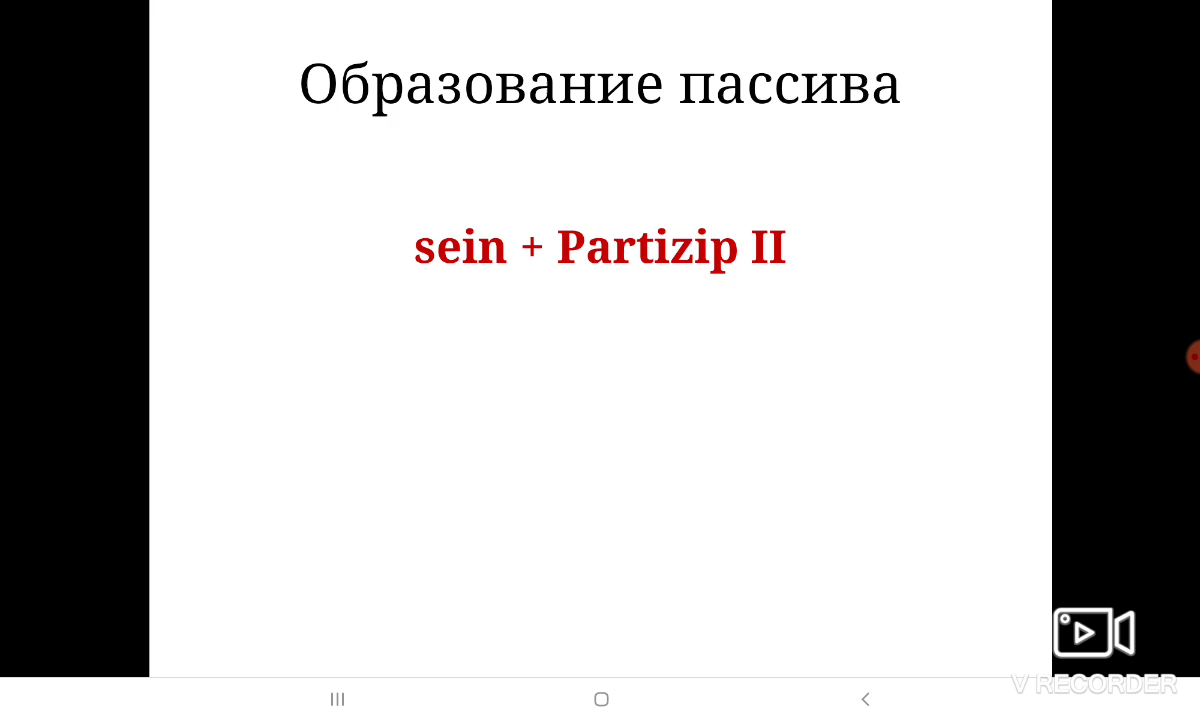 Образование пассива
sein + Partizip II
V RECORDER